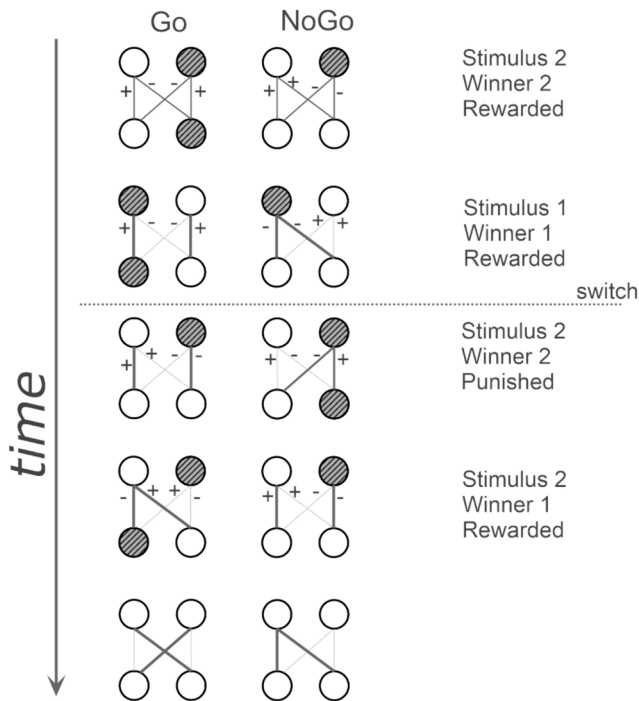 Go NoGo
Stimulus 2
Winner 2
Rewarded
+ - - + + + - -
Stimulus 1
Winner 1
Rewarded
+ - - + - - + +
switch
Stimulus 2
Winner 2
Punished
+ + - - + - - +
time
Stimulus 2
Winner 1
Rewarded
- + + - + + - -